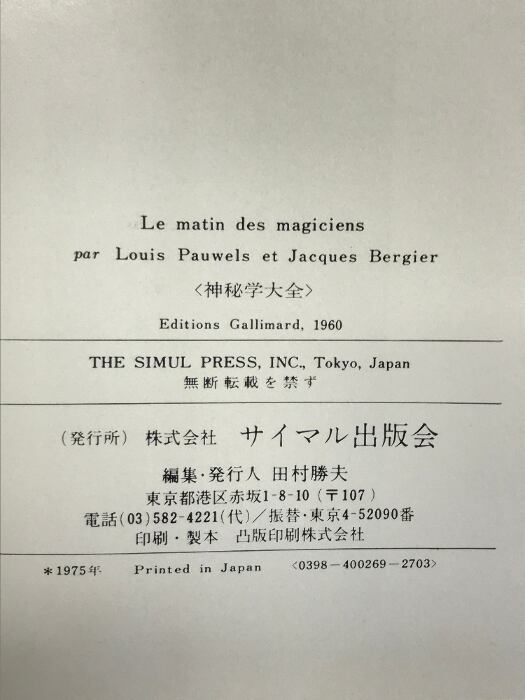 Le matin des magiciens
par Louis Pauwels et Jacques Bergier
〈神秘学大全〉
Editions Gallimard, 1960
THE SIMUL PRESS, INC., Tokyo, Japan
無断転載を禁ず
(発行所) 株式会社 サイマル出版会
編集・発行人 田村勝夫
東京都港区赤坂1-8-10(〒107)
電話(03)582-4221(代)/振替・東京4-52090番
印刷・製本 凸版印刷株式会社
*1975年 Printed in Japan 〈0398-400269-2703〉